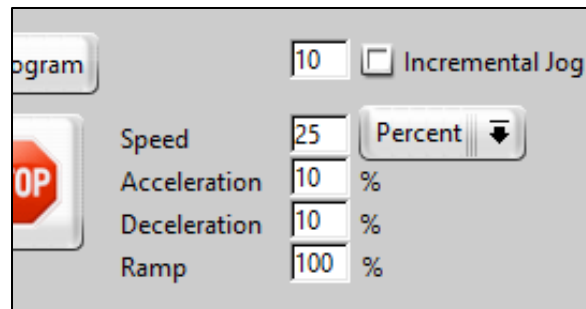 ogram 10 Incremental Jog
Speed 25 Percent
OP
Acceleration 10 %
Deceleration 10 %
Ramp 100 %